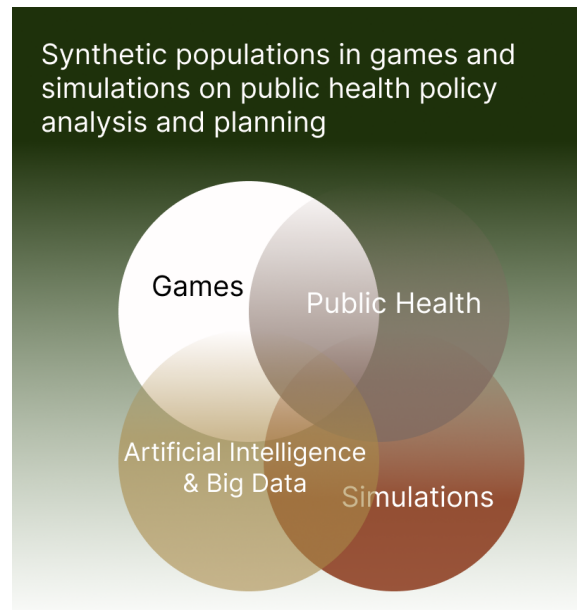 Synthetic populations in games and
simulations on public health policy
analysis and planning
Games
Public Health
Artificial Intelligence
& Big Data
Simulations